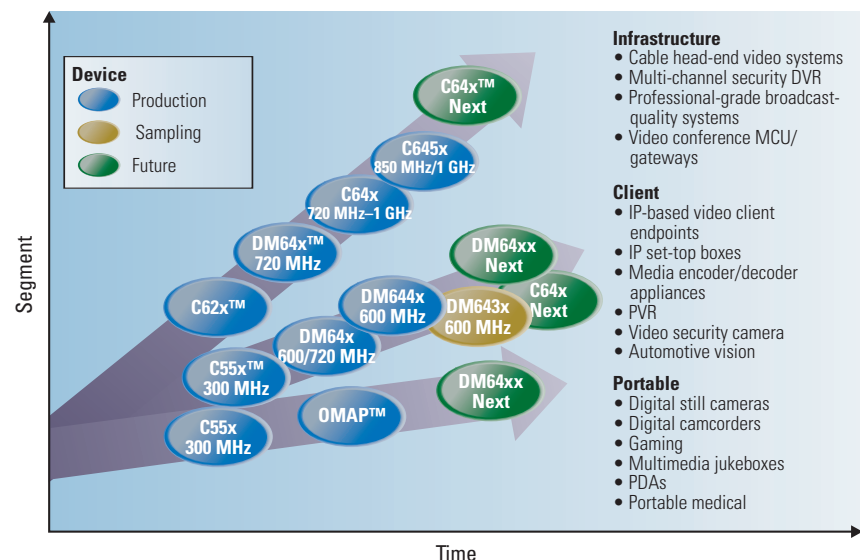 Segment
Device
Production
Sampling
Future
C64x™
Next
C645x
850 MHz/1 GHz
C64x
720 MHz–1 GHz
DM64x™
720 MHz
C62x™
DM64xx
Next
C64x
Next
DM643x
600 MHz
DM644x
600 MHz
DM64x
600/720 MHz
C55x™
300 MHz
DM64xx
Next
OMAP™
C55x
300 MHz
Infrastructure
• Cable head-end video systems
• Multi-channel security DVR
• Professional-grade broadcast-
quality systems
• Video conference MCU/
gateways
Client
• IP-based video client
endpoints
• IP set-top boxes
• Media encoder/decoder
appliances
• PVR
• Video security camera
• Automotive vision
Portable
• Digital still cameras
• Digital camcorders
• Gaming
• Multimedia jukeboxes
• PDAs
• Portable medical
Time